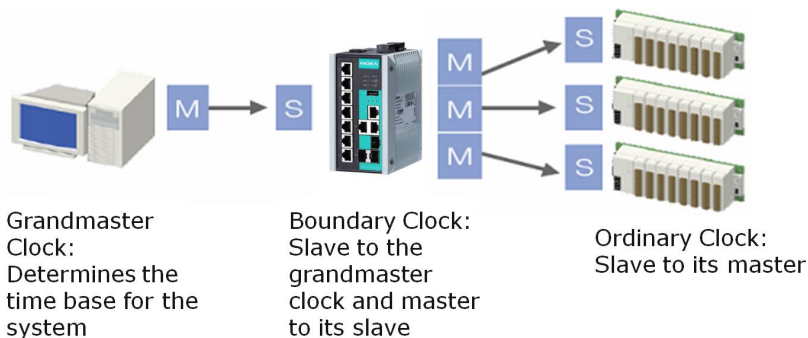 M
S
M
M
M
S
S
S
MOXA
Grandmaster
Clock:
Determines the
time base for the
system
Boundary Clock:
Slave to the
grandmaster
clock and master
to its slave
Ordinary Clock:
Slave to its master